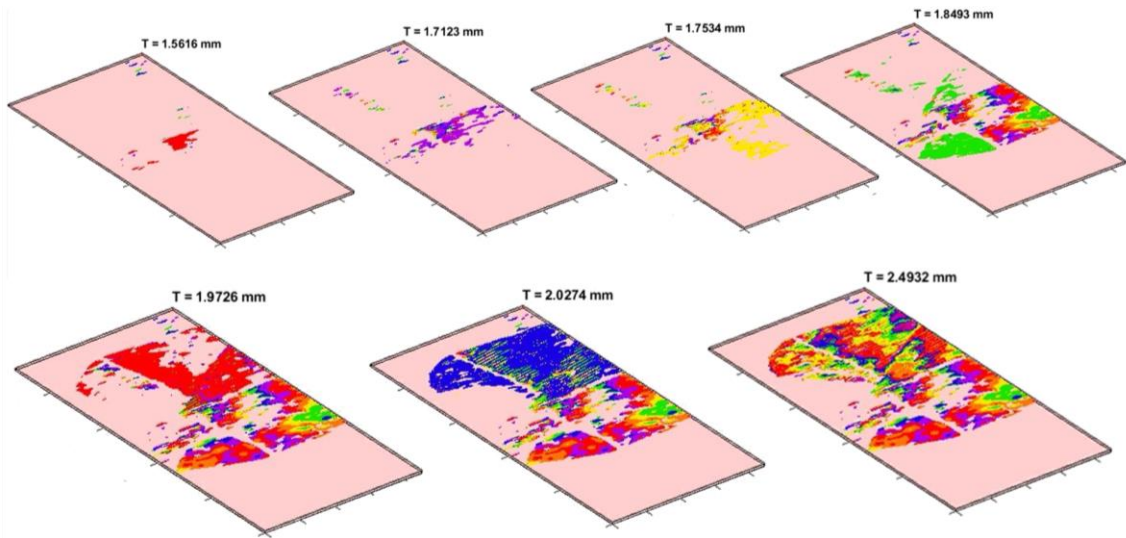 T = 1.5616 mm
T = 1.7123 mm
T = 1.7534 mm
T = 1.8493 mm
T = 1.9726 mm
T = 2.0274 mm
T = 2.4932 mm